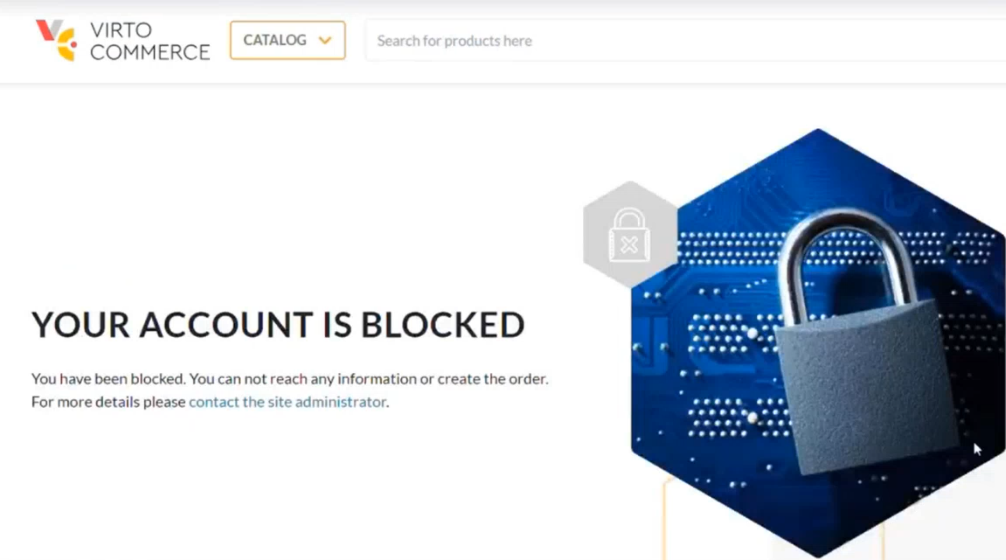 VIRTO
COMMERCE
CATALOG
Search for products here
YOUR ACCOUNT IS BLOCKED
You have been blocked. You can not reach any information or create the order.
For more details please contact the site administrator.